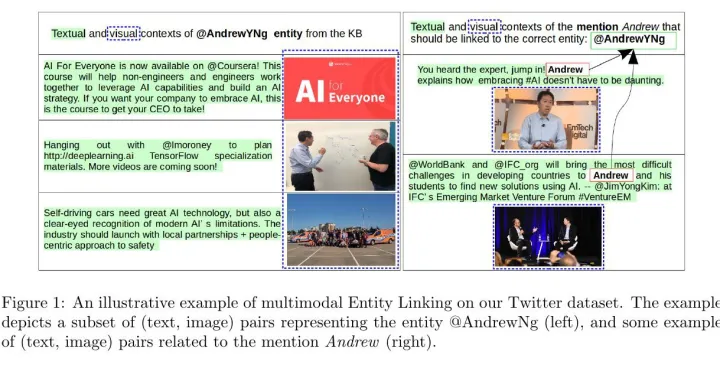 Textual and visual contexts of @AndrewYNg entity from the KB
AI For Everyone is now available on @Coursera! This
course will help non-engineers and engineers work
together to leverage AI capabilities and build an AI
strategy. If you want your company to embrace AI, this
is the course to get your CEO to take!
AI for
Everyone
Hanging out with @lmoroney to plan
http://deeplearning.ai TensorFlow specialization
materials. More videos are coming soon!
Self-driving cars need great AI technology, but also a
clear-eyed recognition of modern AI's limitations. The
industry should launch with local partnerships + people-
centric approach to safety
Textual and visual contexts of the mention Andrew that
should be linked to the correct entity: @AndrewYNg
You heard the expert, jump in! Andrew
explains how embracing #AI doesn't have to be daunting.
EmTech
Digital
@WorldBank and @IFC_org will bring the most difficult
challenges in developing countries to Andrew and his
students to find new solutions using AI. -- @JimYongKim: at
IFC's Emerging Market Venture Forum #VentureEM
Figure 1: An illustrative example of multimodal Entity Linking on our Twitter dataset. The example
depicts a subset of (text, image) pairs representing the entity @AndrewNg (left), and some example
of (text, image) pairs related to the mention Andrew (right).